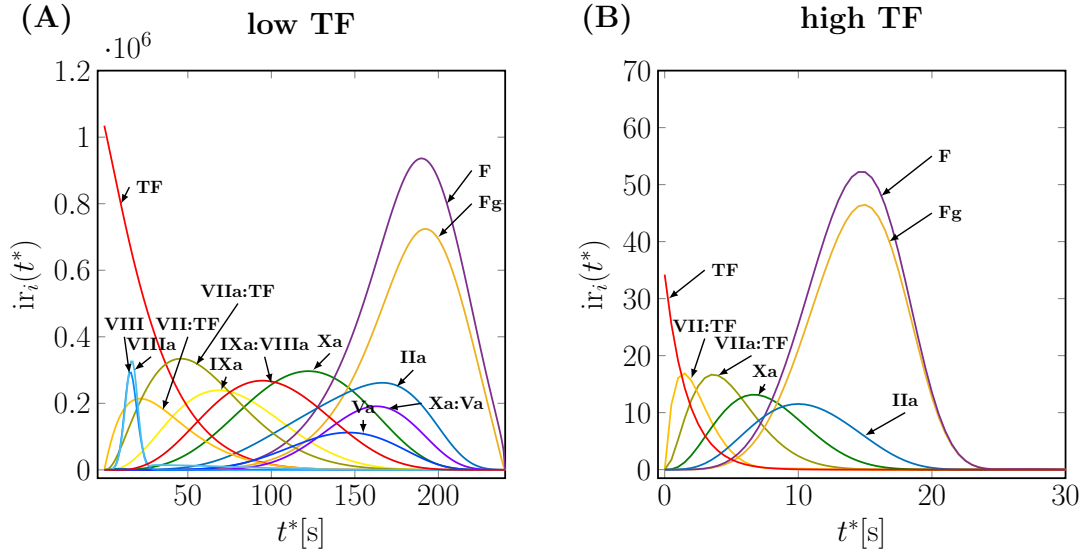 (A)
low TF
·10^6
1.2
1
0.8
0.6
0.4
0.2
0
ir_i(t*)
TF
VIII
VII:TF
VIIIa
VIIa:TF
IXa
IXa:VIIIa
Xa
IIa
Va
Xa:Va
F
Fg
50
100
150
200
t*[s]
(B)
high TF
70
60
50
40
30
20
10
0
ir_i(t*)
TF
VII:TF
VIIa:TF
Xa
IIa
F
Fg
0
10
20
30
t*[s]